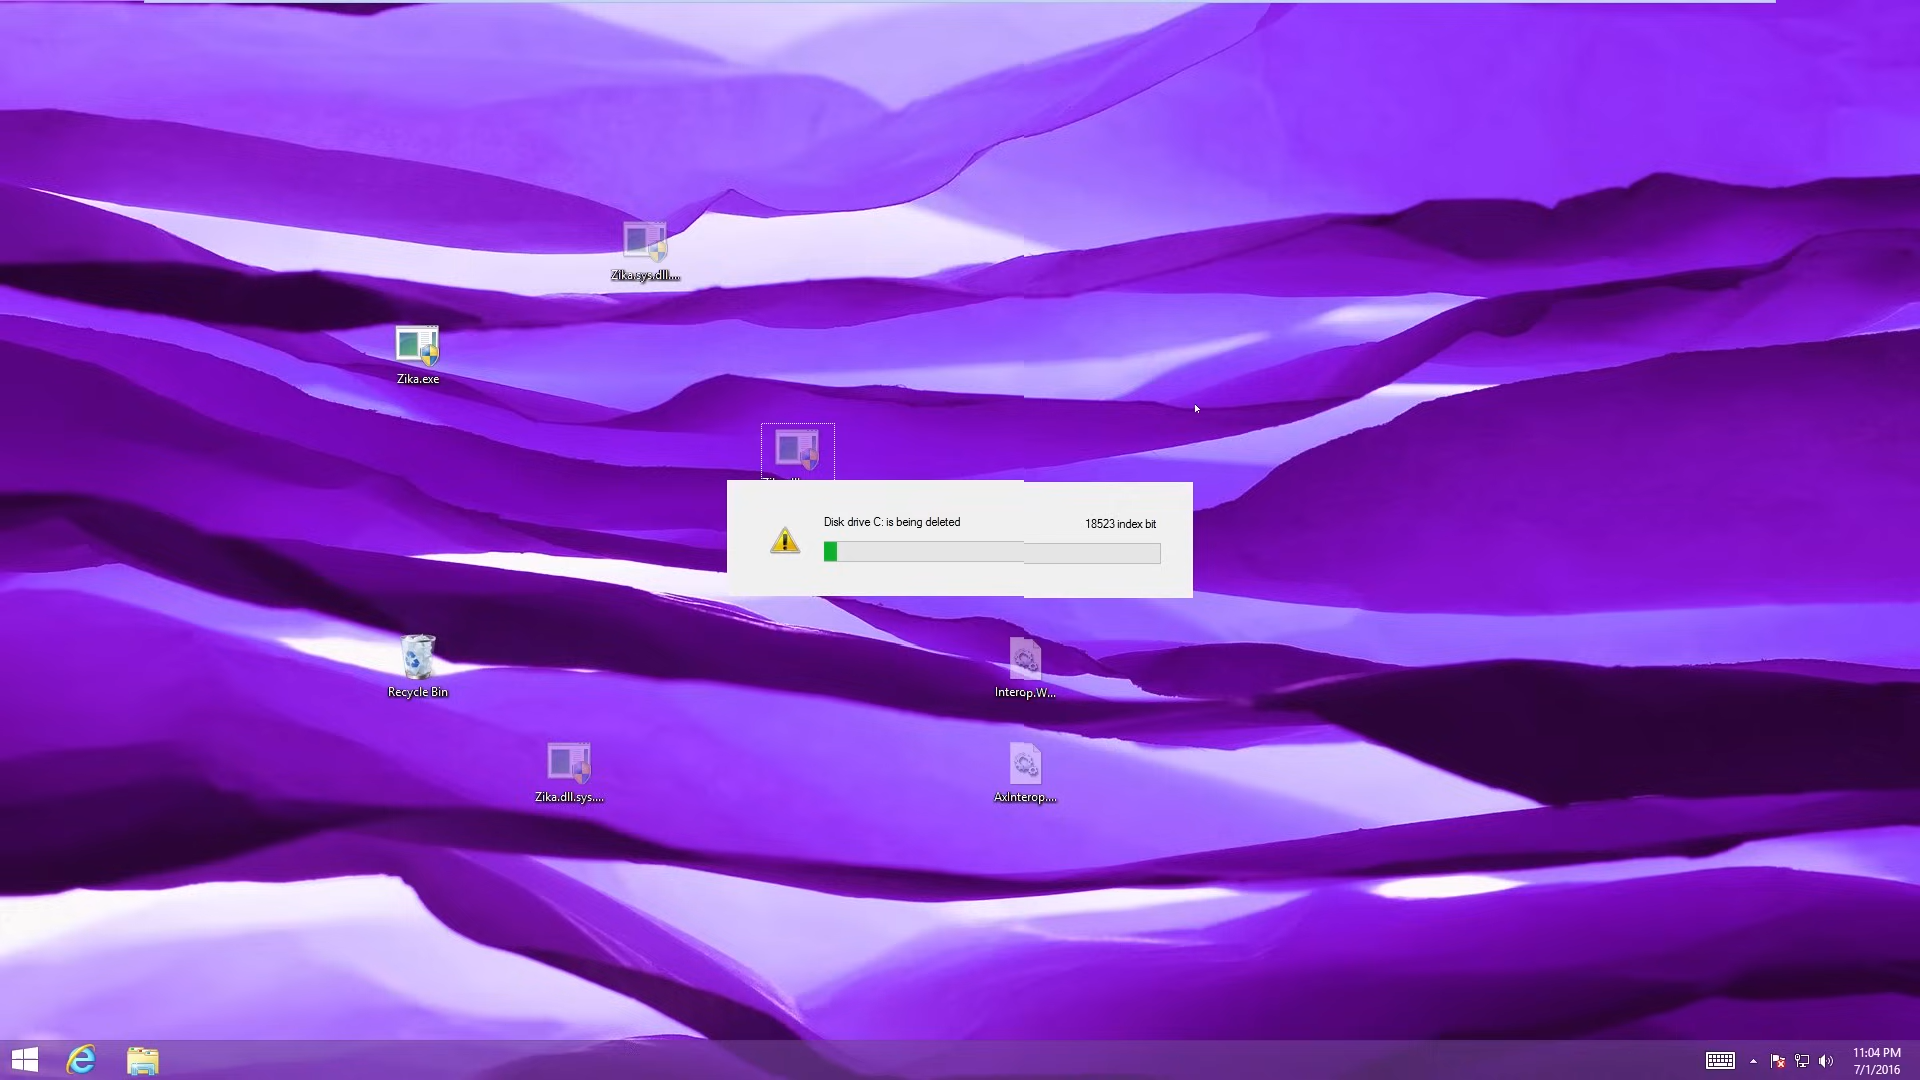 Zika.sys.dll....
Zika.exe
Disk drive C: is being deleted
18523 index bit
Recycle Bin
Interop.W...
Zika.dll.sys....
AxInterop....
11:04 PM
7/1/2016